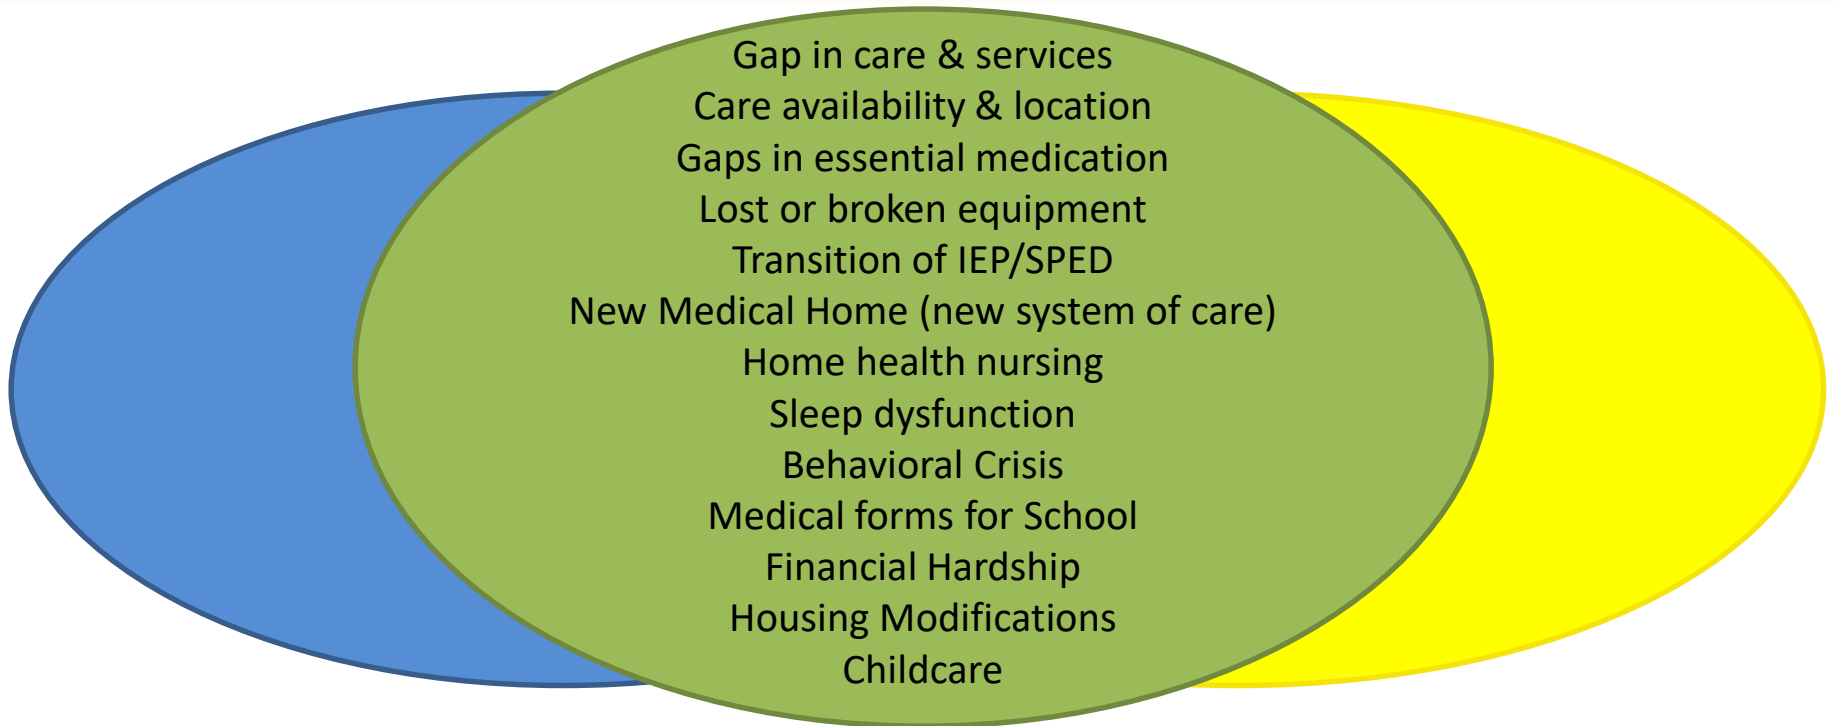 Gap in care & services
Care availability & location
Gaps in essential medication
Lost or broken equipment
Transition of IEP/SPED
New Medical Home (new system of care)
Home health nursing
Sleep dysfunction
Behavioral Crisis
Medical forms for School
Financial Hardship
Housing Modifications
Childcare